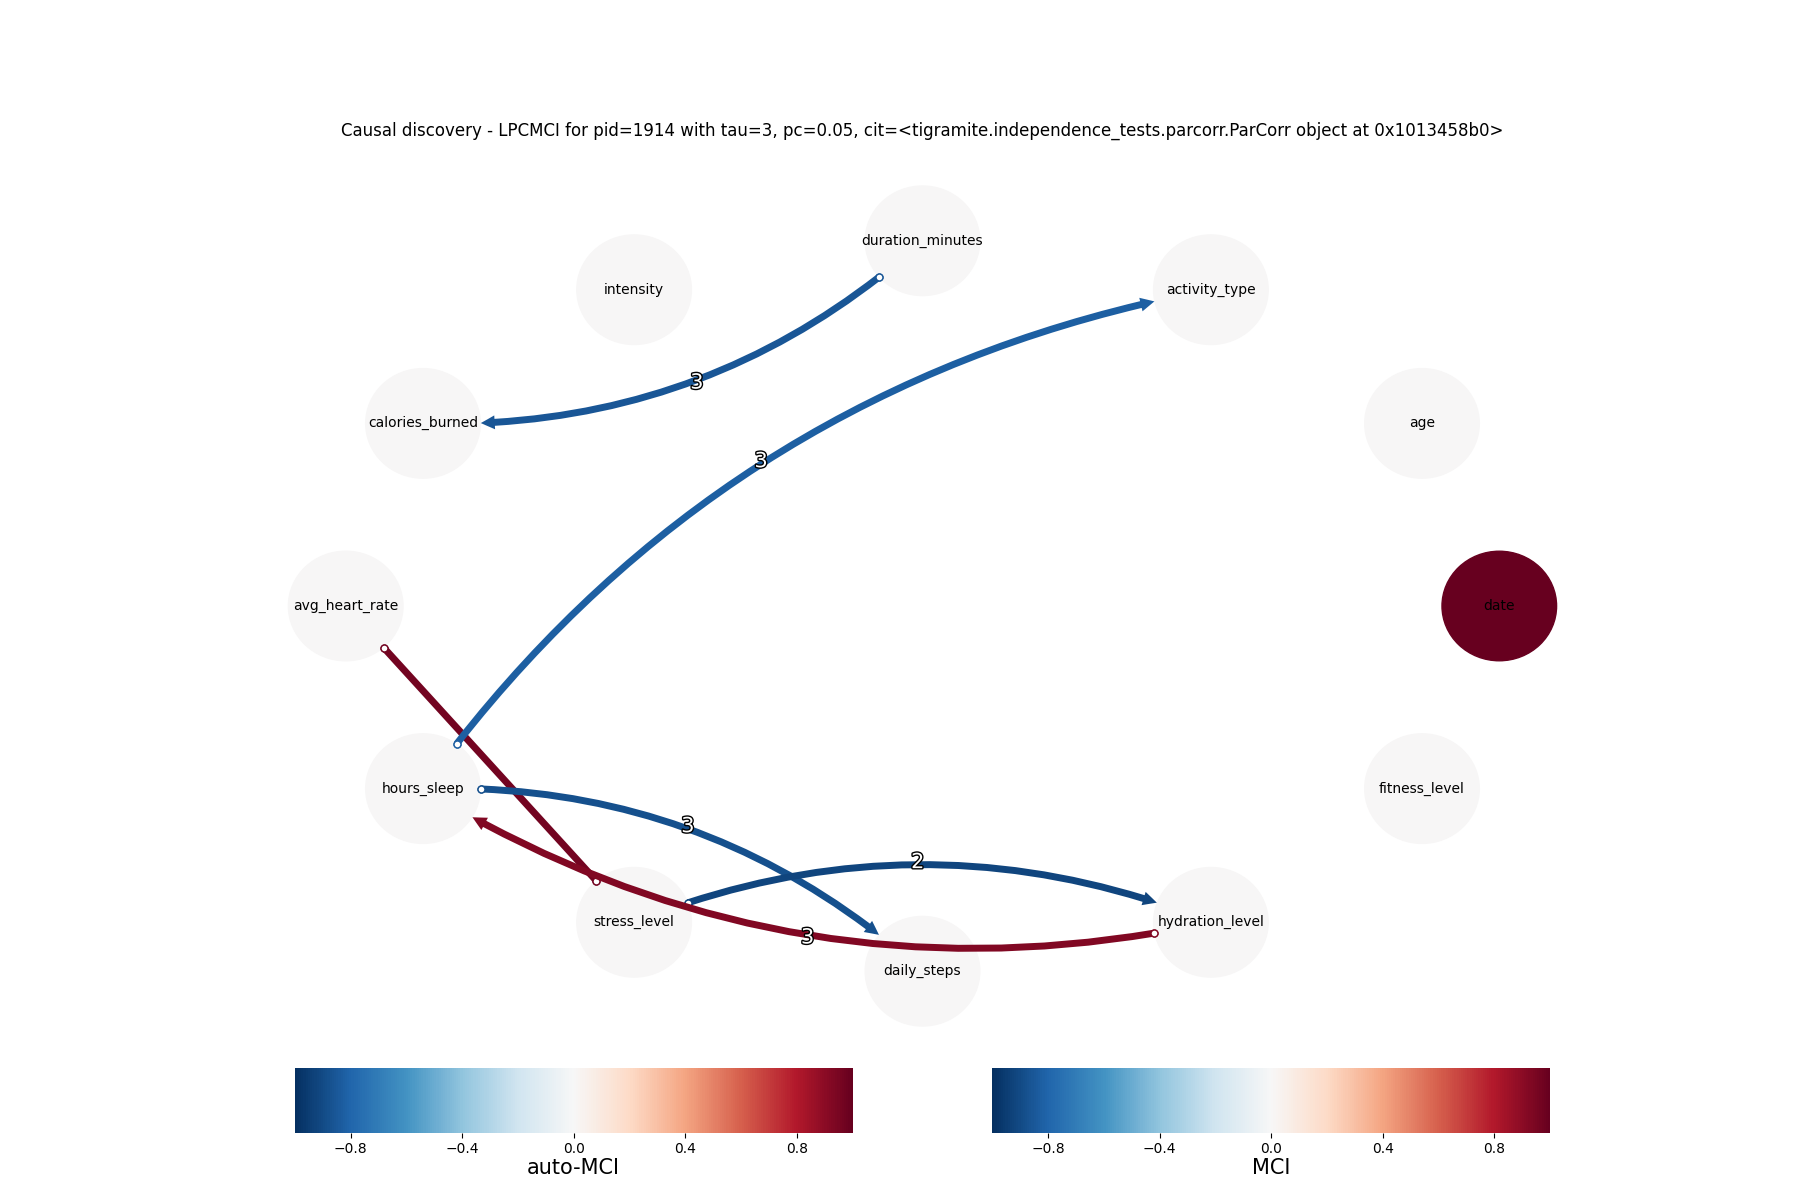 Causal discovery - LPCMCI for pid=1914 with tau=3, pc=0.05, cit=<tigramite.independence_tests.parcorr.ParCorr object at 0x1013458b0>
duration_minutes
intensity
activity_type
3
calories_burned
age
3
avg_heart_rate
date
hours_sleep
fitness_level
3
2
stress_level
hydration_level
3
daily_steps
−0.8 −0.4 0.0 0.4 0.8
auto-MCI
−0.8 −0.4 0.0 0.4 0.8
MCI